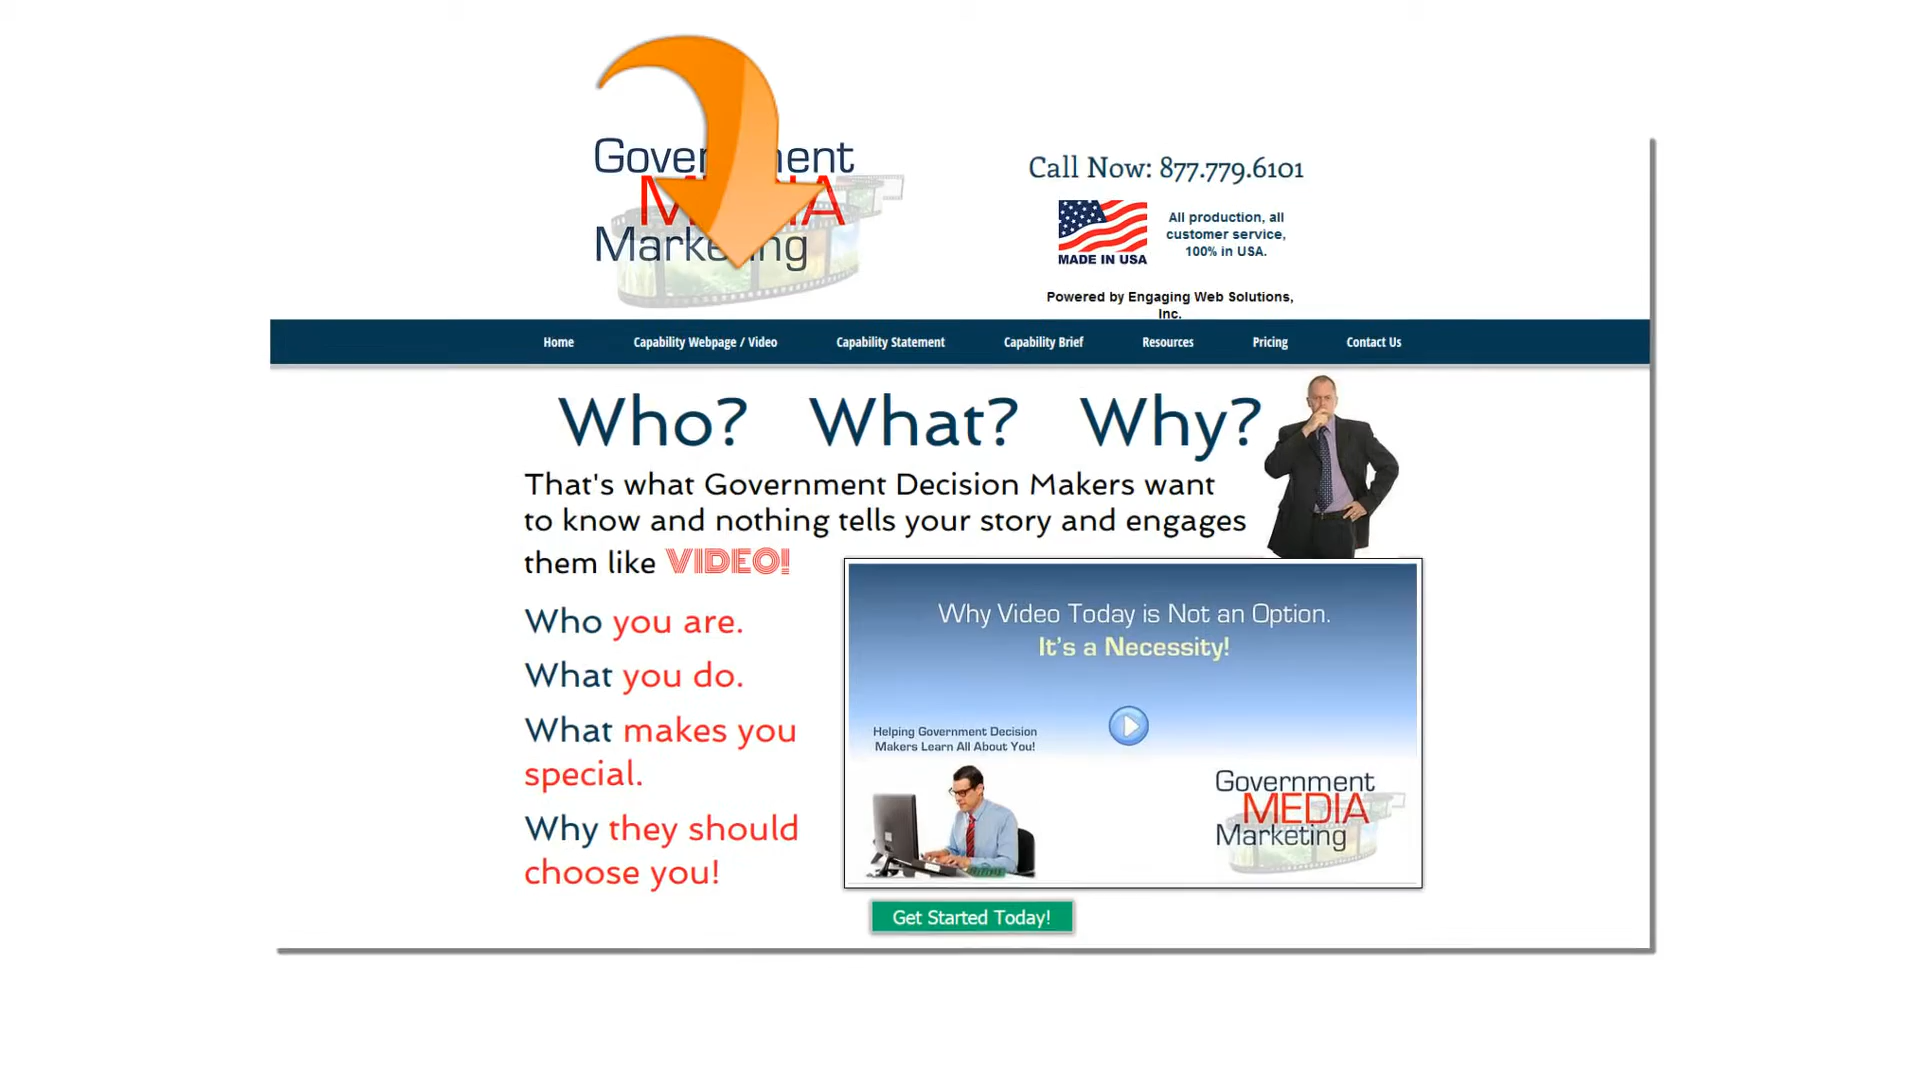 Government
MEDIA
Marketing
Call Now: 877.779.6101
MADE IN USA
All production, all
customer service,
100% in USA.
Powered by Engaging Web Solutions,
Inc.
Home Capability Webpage / Video Capability Statement Capability Brief Resources Pricing Contact Us
Who? What? Why?
That's what Government Decision Makers want
to know and nothing tells your story and engages
them like VIDEO!
Who you are.
What you do.
What makes you
special.
Why they should
choose you!
Why Video Today is Not an Option.
It's a Necessity!
Helping Government Decision
Makers Learn All About You!
Government
MEDIA
Marketing
Get Started Today!